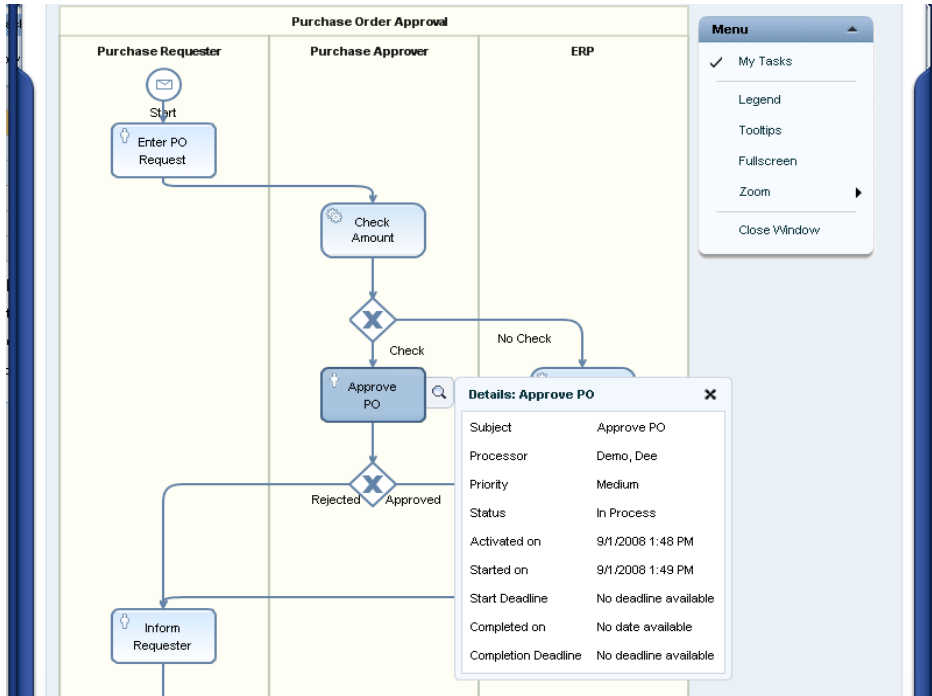 Purchase Order Approval
Purchase Requester
Purchase Approver
ERP
Start
Enter PO
Request
Check
Amount
No Check
Check
Approve
PO
Rejected
Approved
Inform
Requester
Menu
My Tasks
Legend
Tooltips
Fullscreen
Zoom
Close Window
Details: Approve PO
Subject Approve PO
Processor Demo, Dee
Priority Medium
Status In Process
Activated on 9/1/2008 1:48 PM
Started on 9/1/2008 1:49 PM
Start Deadline No deadline available
Completed on No date available
Completion Deadline No deadline available